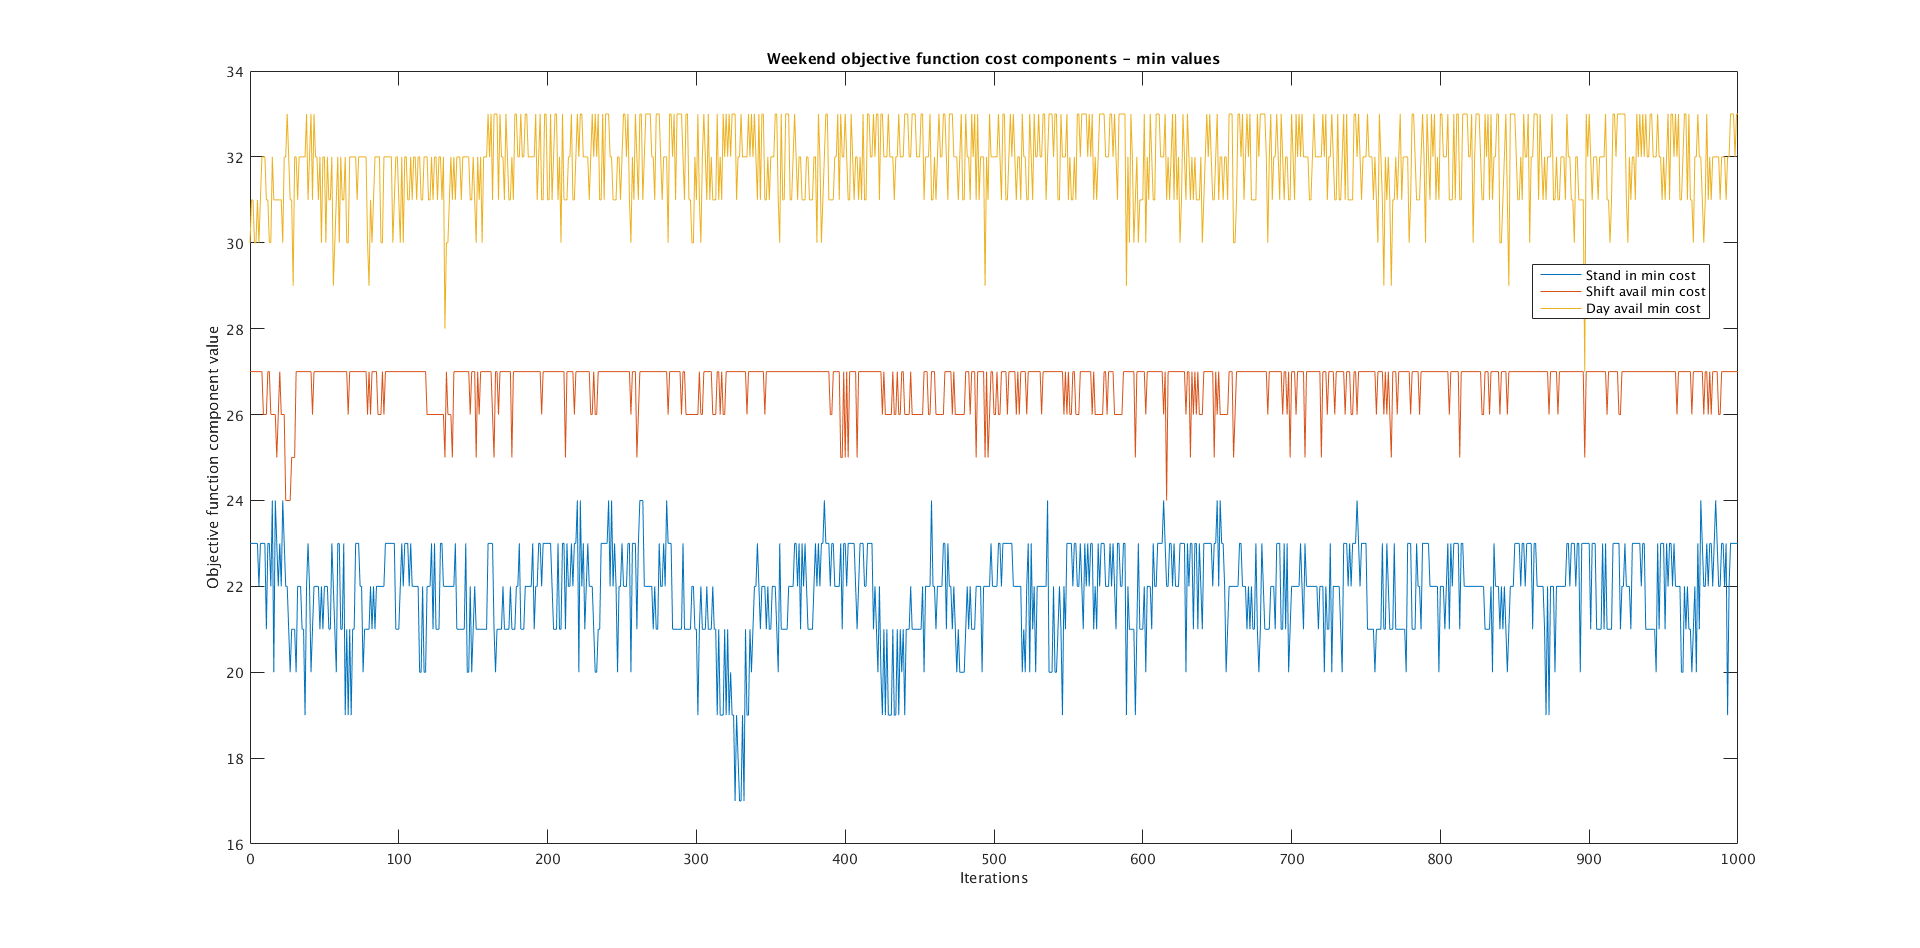 Weekend objective function cost components – min values
34
32
30
28
26
24
22
20
18
16
Objective function component value
Stand in min cost
Shift avail min cost
Day avail min cost
0 100 200 300 400 500 600 700 800 900 1000
Iterations